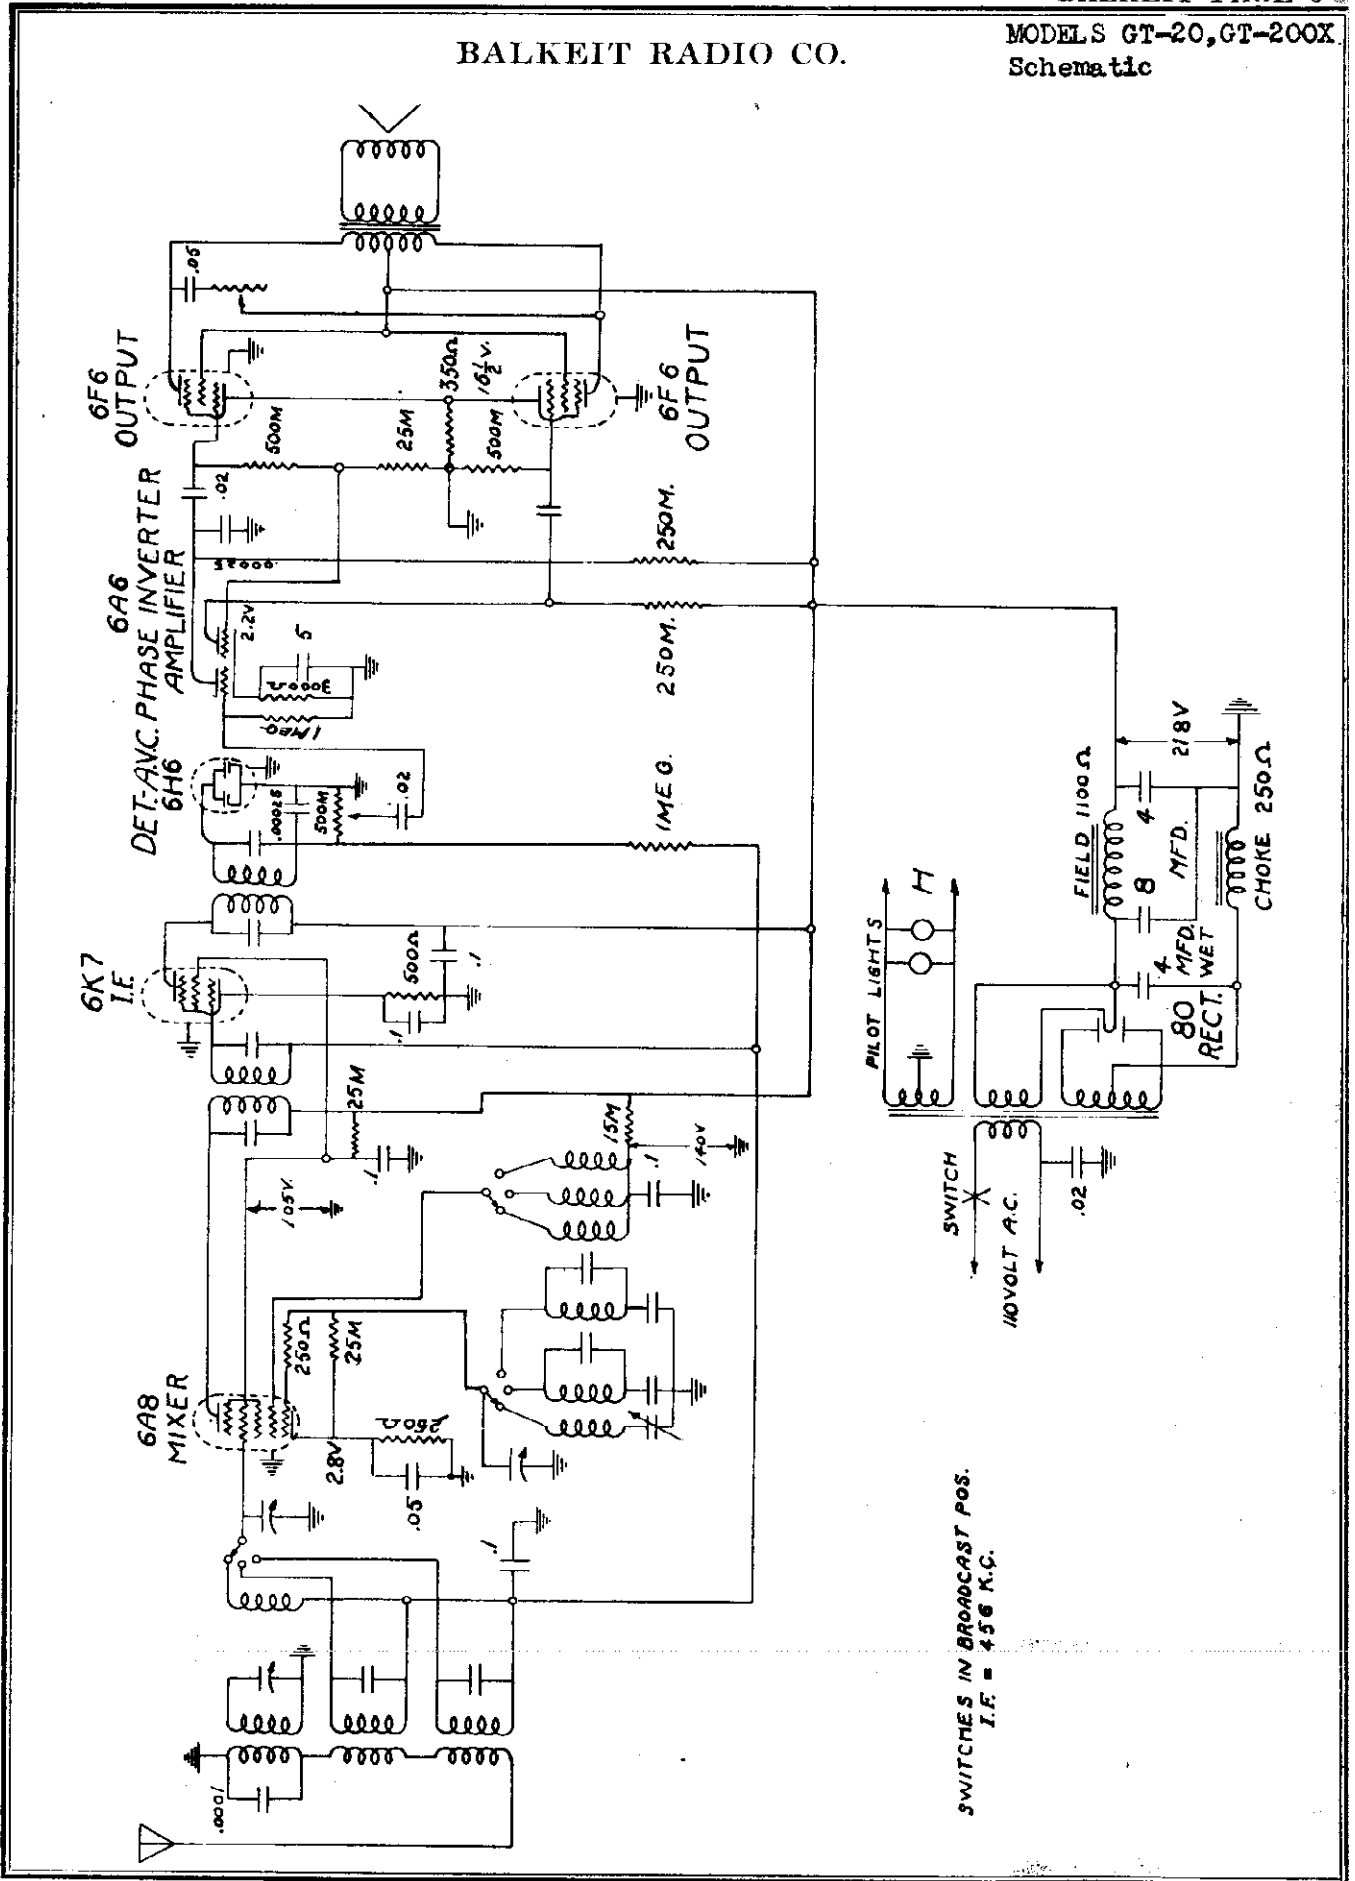 BALKEIT RADIO CO.
MODELS GT-20,GT-200X
Schematic
6F6
OUTPUT
.05
500M
25M
350Ω
16½V.
500M
6F6
OUTPUT
.02
6A6
DET-A.V.C. PHASE INVERTER
AMPLIFIER
6H6
.00025
2.2V
5
3000Ω
1MEG
250M.
250M.
.00025
500M
.02
1MEG.
6K7
I.F.
500Ω
.1
.1
25M
.1
105V.
15M
.1
140V
6A8
MIXER
250Ω
25M
2.8V
.05
.1
.0001
PILOT LIGHTS
H
FIELD 1100Ω
218V
4
MFD.
8
4
MFD.
WET
CHOKE 250Ω
80
RECT.
SWITCH
110VOLT A.C.
.02
SWITCHES IN BROADCAST POS.
I.F. = 456 K.C.